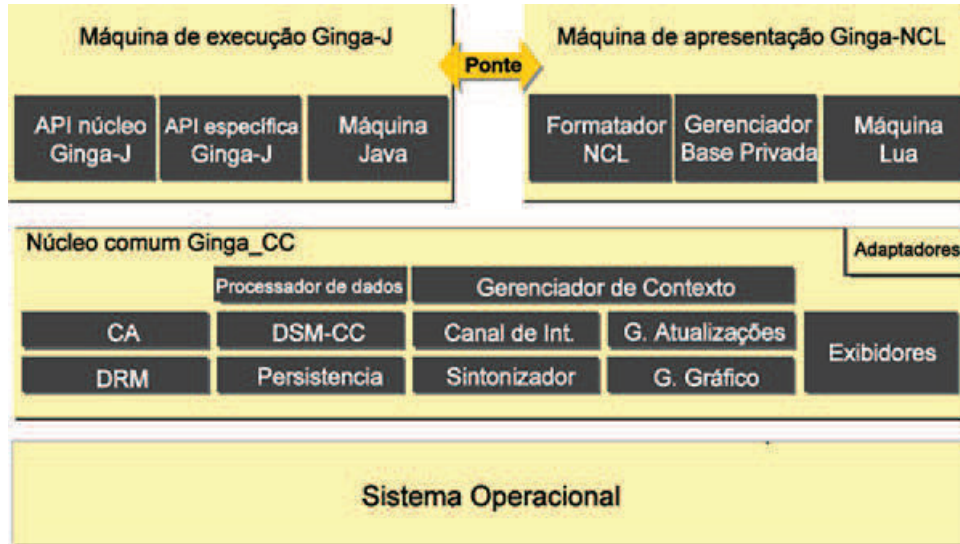 Máquina de execução Ginga-J
Ponte
Máquina de apresentação Ginga-NCL
API núcleo
Ginga-J
API específica
Ginga-J
Máquina
Java
Formatador
NCL
Gerenciador
Base Privada
Máquina
Lua
Núcleo comum Ginga_CC
Adaptadores
Processador de dados
Gerenciador de Contexto
CA
DSM-CC
Canal de Int.
G. Atualizações
Exibidores
DRM
Persistencia
Sintonizador
G. Gráfico
Sistema Operacional